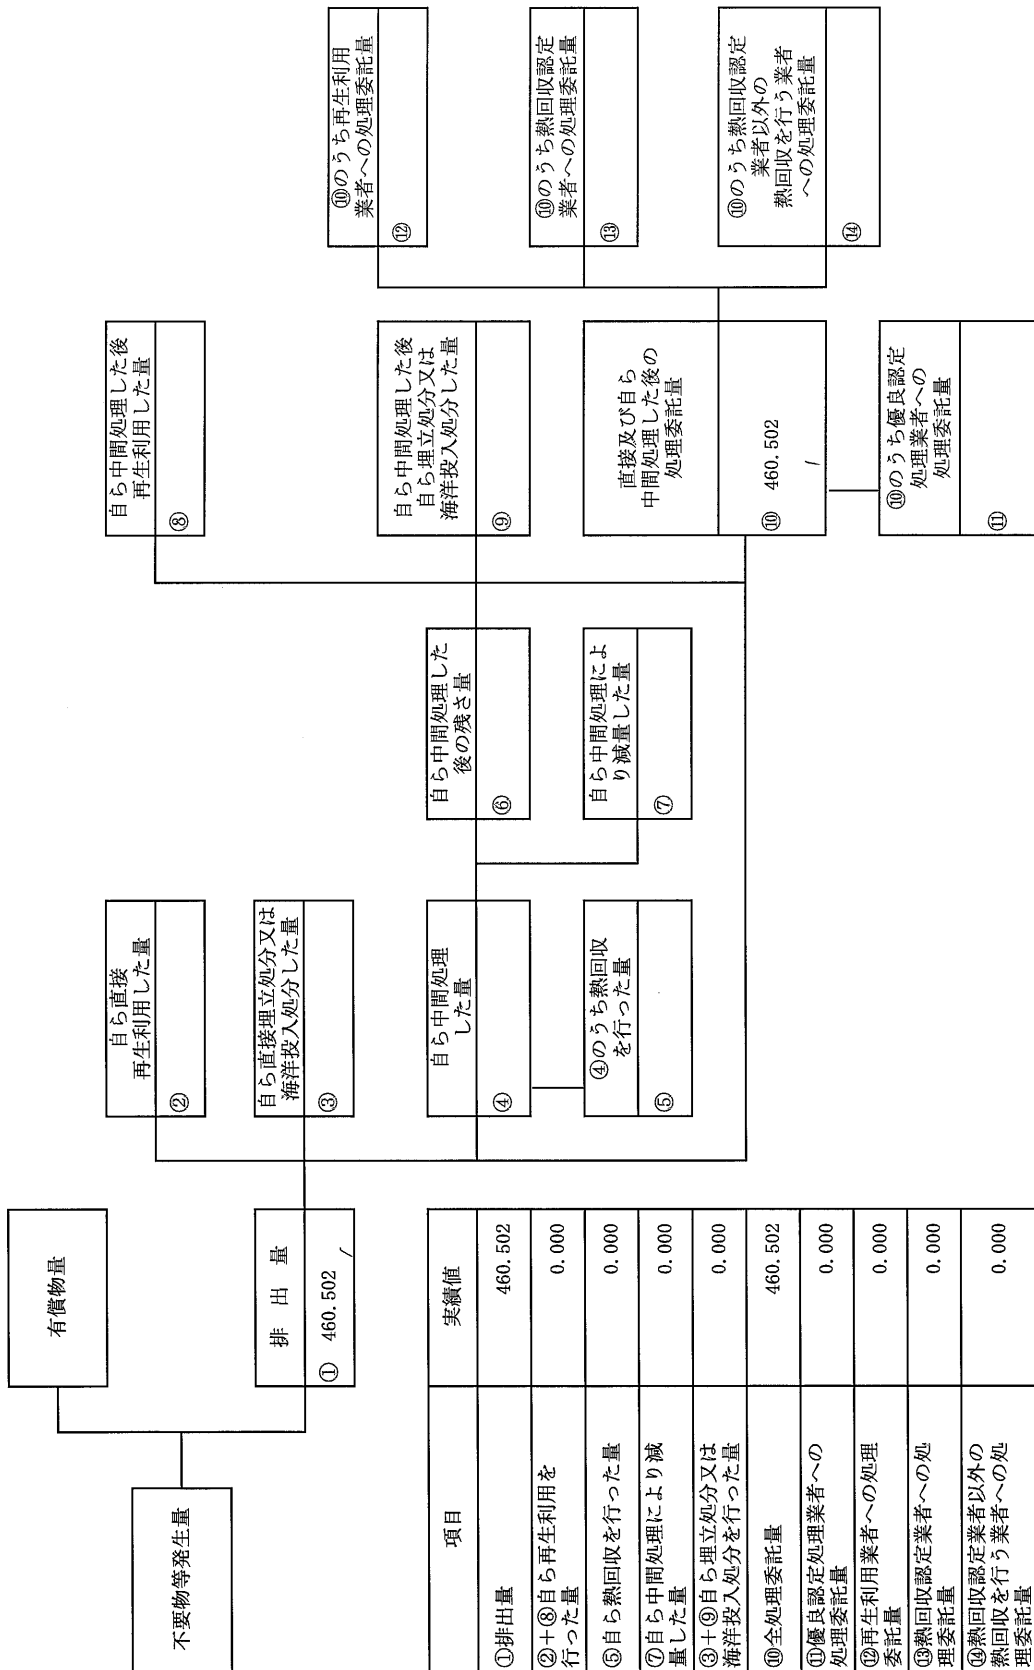 不要物等発生量
有償物量
排 出 量
① 460.502
自ら直接
再生利用した量
②
自ら直接埋立処分又は
海洋投入処分した量
③
自ら中間処理
した量
④
④のうち熱回収
を行った量
⑤
自ら中間処理した
後の残さ量
⑥
自ら中間処理によ
り減量した量
⑦
自ら中間処理した後
再生利用した量
⑧
自ら中間処理した後
自ら埋立処分又は
海洋投入処分した量
⑨
直接及び自ら
中間処理した後の
処理委託量
⑩ 460.502
⑩のうち優良認定
処理業者への
処理委託量
⑪
⑩のうち再生利用
業者への処理委託量
⑫
⑩のうち熱回収認定
業者への処理委託量
⑬
⑩のうち熱回収認定
業者以外の
熱回収を行う業者
への処理委託量
⑭
項目 実績値
①排出量 460.502
②+⑧自ら再生利用を
行った量 0.000
⑤自ら熱回収を行った量 0.000
⑦自ら中間処理により減
量した量 0.000
③+⑨自ら埋立処分又は
海洋投入処分を行った量 0.000
⑩全処理委託量 460.502
⑪優良認定処理業者への
処理委託量 0.000
⑫再生利用業者への処理
委託量 0.000
⑬熱回収認定業者への処
理委託量 0.000
⑭熱回収認定業者以外の
熱回収を行う業者への処
理委託量 0.000